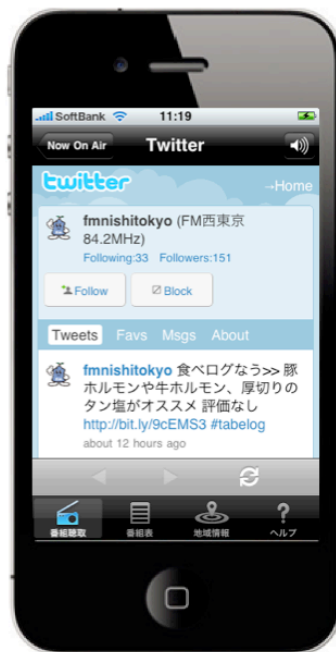 SoftBank 11:19
Now On Air Twitter
twitter →Home
fmnishitokyo (FM西東京
84.2MHz)
Following:33 Followers:151
Follow Block
Tweets Favs Msgs About
fmnishitokyo 食べログなう>> 豚
ホルモンや牛ホルモン、厚切りの
タン塩がオススメ 評価なし
http://bit.ly/9cEMS3 #tabelog
about 12 hours ago
番組聴取 番組表 地域情報 ヘルプ